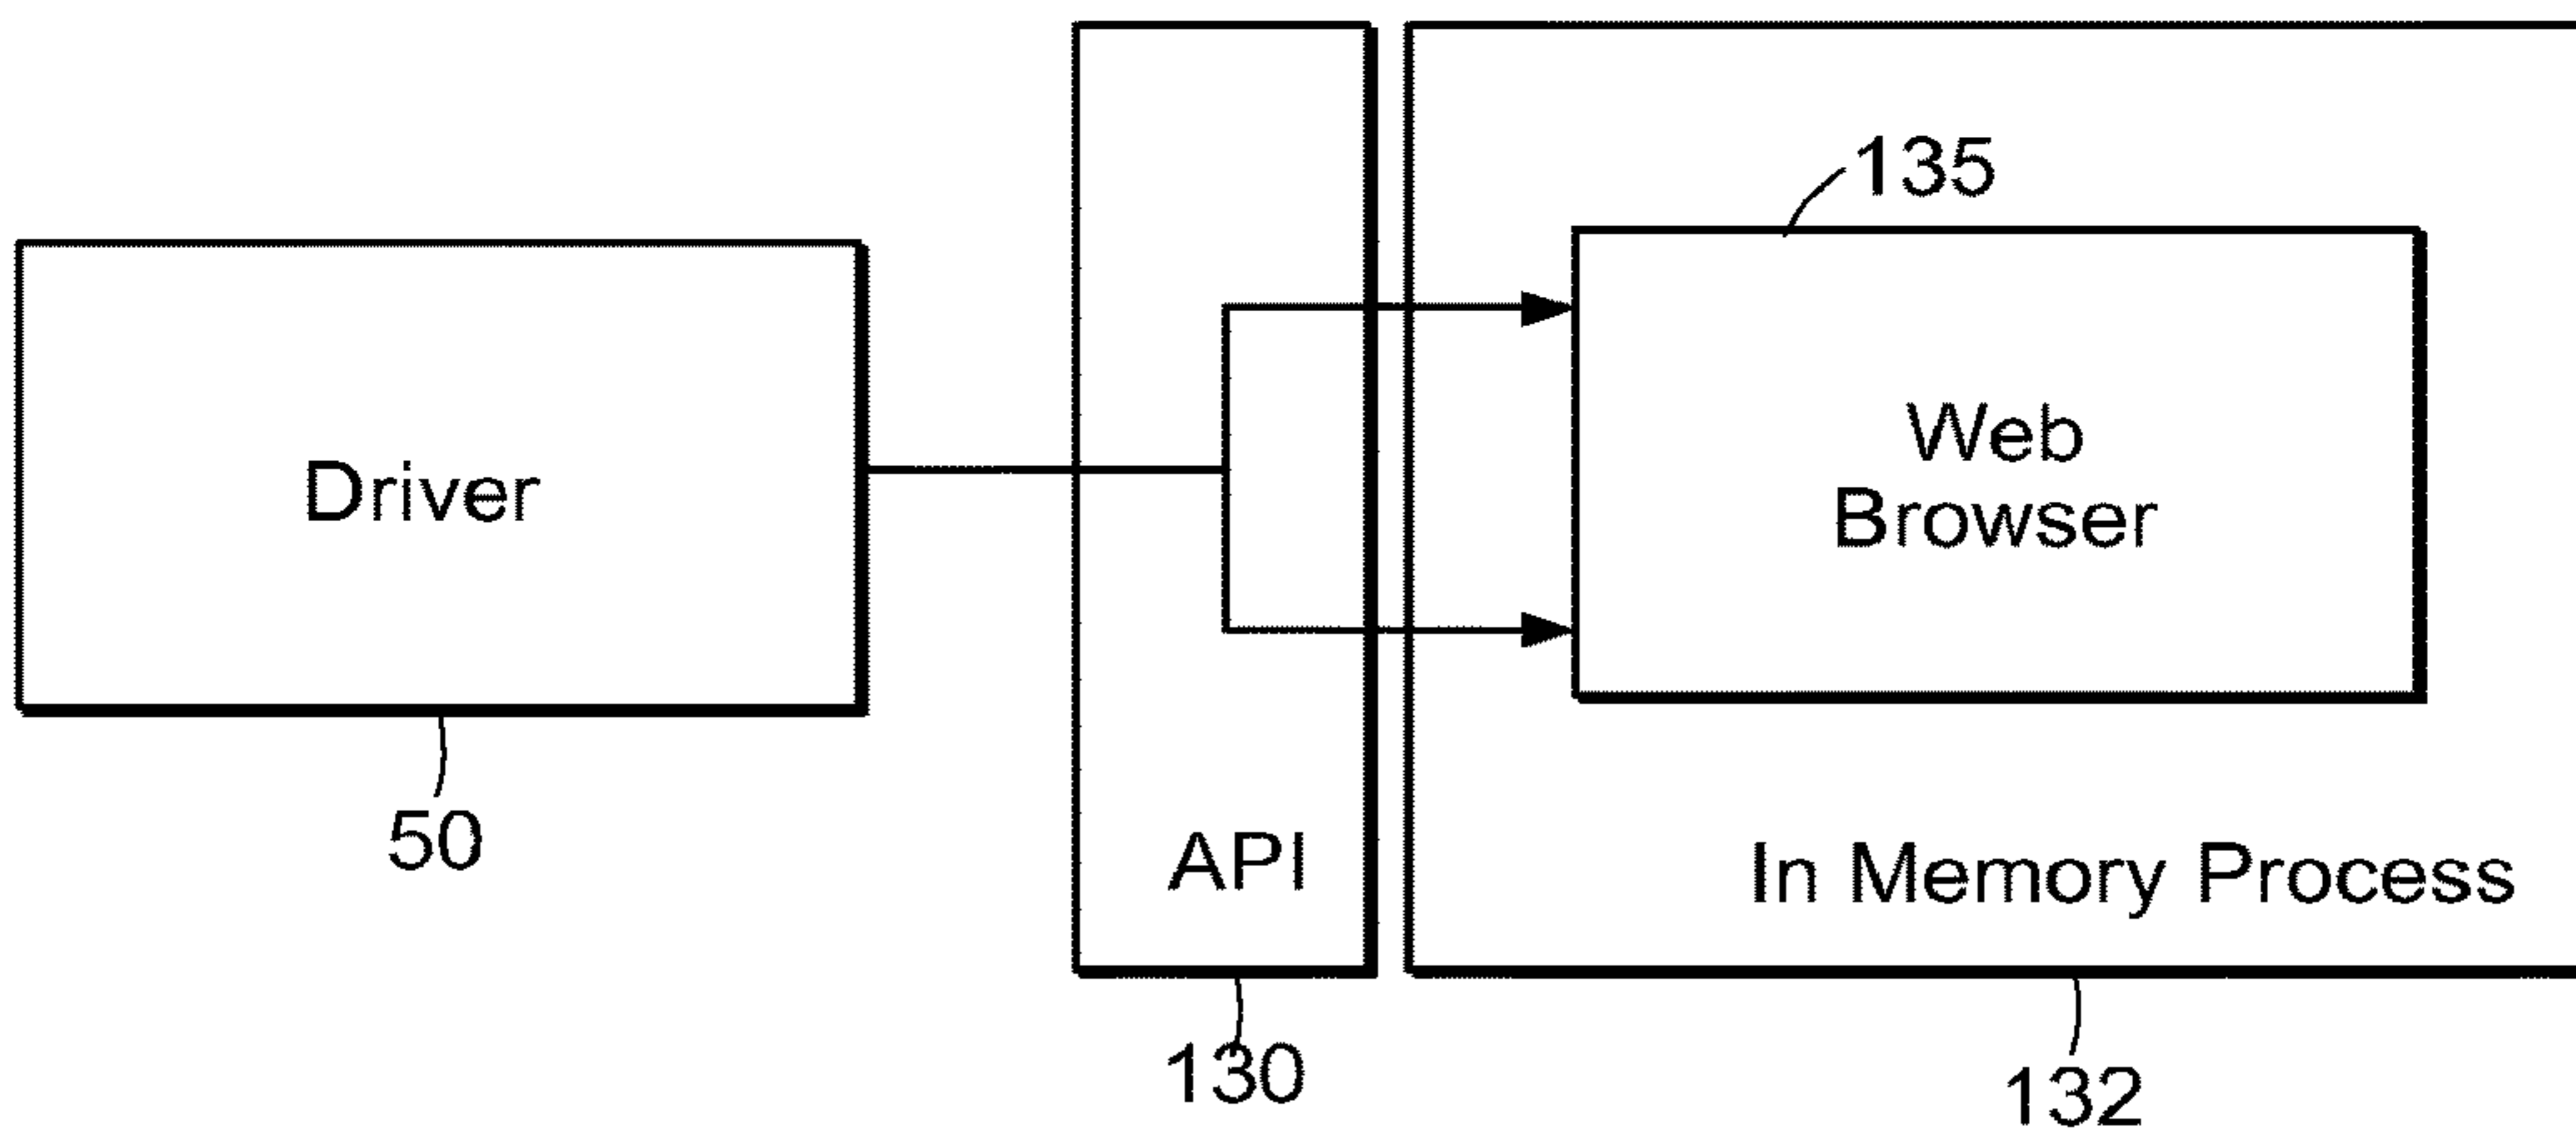 135
Driver
Web
Browser
50
API
In Memory Process
130
132